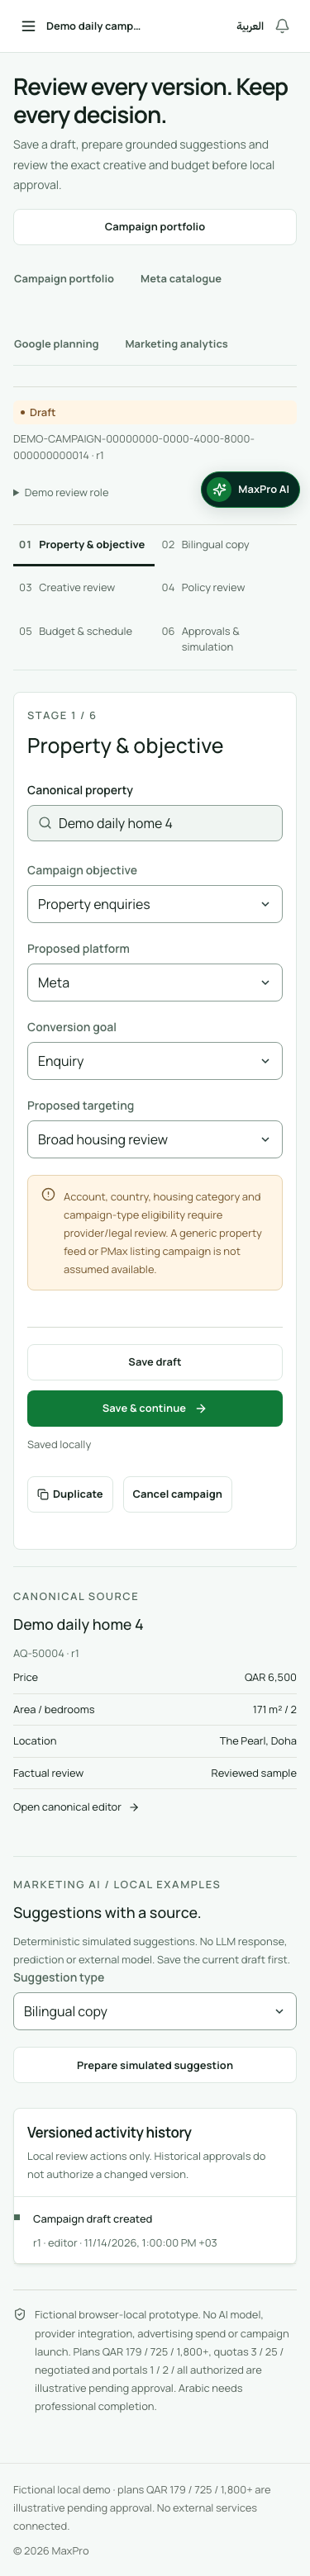 Demo daily camp...
العربية
Review every version. Keep
every decision.
Save a draft, prepare grounded suggestions and
review the exact creative and budget before local
approval.
Campaign portfolio
Campaign portfolio
Meta catalogue
Google planning
Marketing analytics
Draft
DEMO-CAMPAIGN-00000000-0000-4000-8000-
000000000014 · r1
Demo review role
MaxPro AI
01 Property & objective
02 Bilingual copy
03 Creative review
04 Policy review
05 Budget & schedule
06 Approvals &
simulation
STAGE 1 / 6
Property & objective
Canonical property
Demo daily home 4
Campaign objective
Property enquiries
Proposed platform
Meta
Conversion goal
Enquiry
Proposed targeting
Broad housing review
Account, country, housing category and
campaign-type eligibility require
provider/legal review. A generic property
feed or PMax listing campaign is not
assumed available.
Save draft
Save & continue
Saved locally
Duplicate
Cancel campaign
CANONICAL SOURCE
Demo daily home 4
AQ-50004 · r1
Price QAR 6,500
Area / bedrooms 171 m² / 2
Location The Pearl, Doha
Factual review Reviewed sample
Open canonical editor
MARKETING AI / LOCAL EXAMPLES
Suggestions with a source.
Deterministic simulated suggestions. No LLM response,
prediction or external model. Save the current draft first.
Suggestion type
Bilingual copy
Prepare simulated suggestion
Versioned activity history
Local review actions only. Historical approvals do
not authorize a changed version.
Campaign draft created
r1 · editor · 11/14/2026, 1:00:00 PM +03
Fictional browser-local prototype. No AI model,
provider integration, advertising spend or campaign
launch. Plans QAR 179 / 725 / 1,800+, quotas 3 / 25 /
negotiated and portals 1 / 2 / all authorized are
illustrative pending approval. Arabic needs
professional completion.
Fictional local demo · plans QAR 179 / 725 / 1,800+ are
illustrative pending approval. No external services
connected.
© 2026 MaxPro